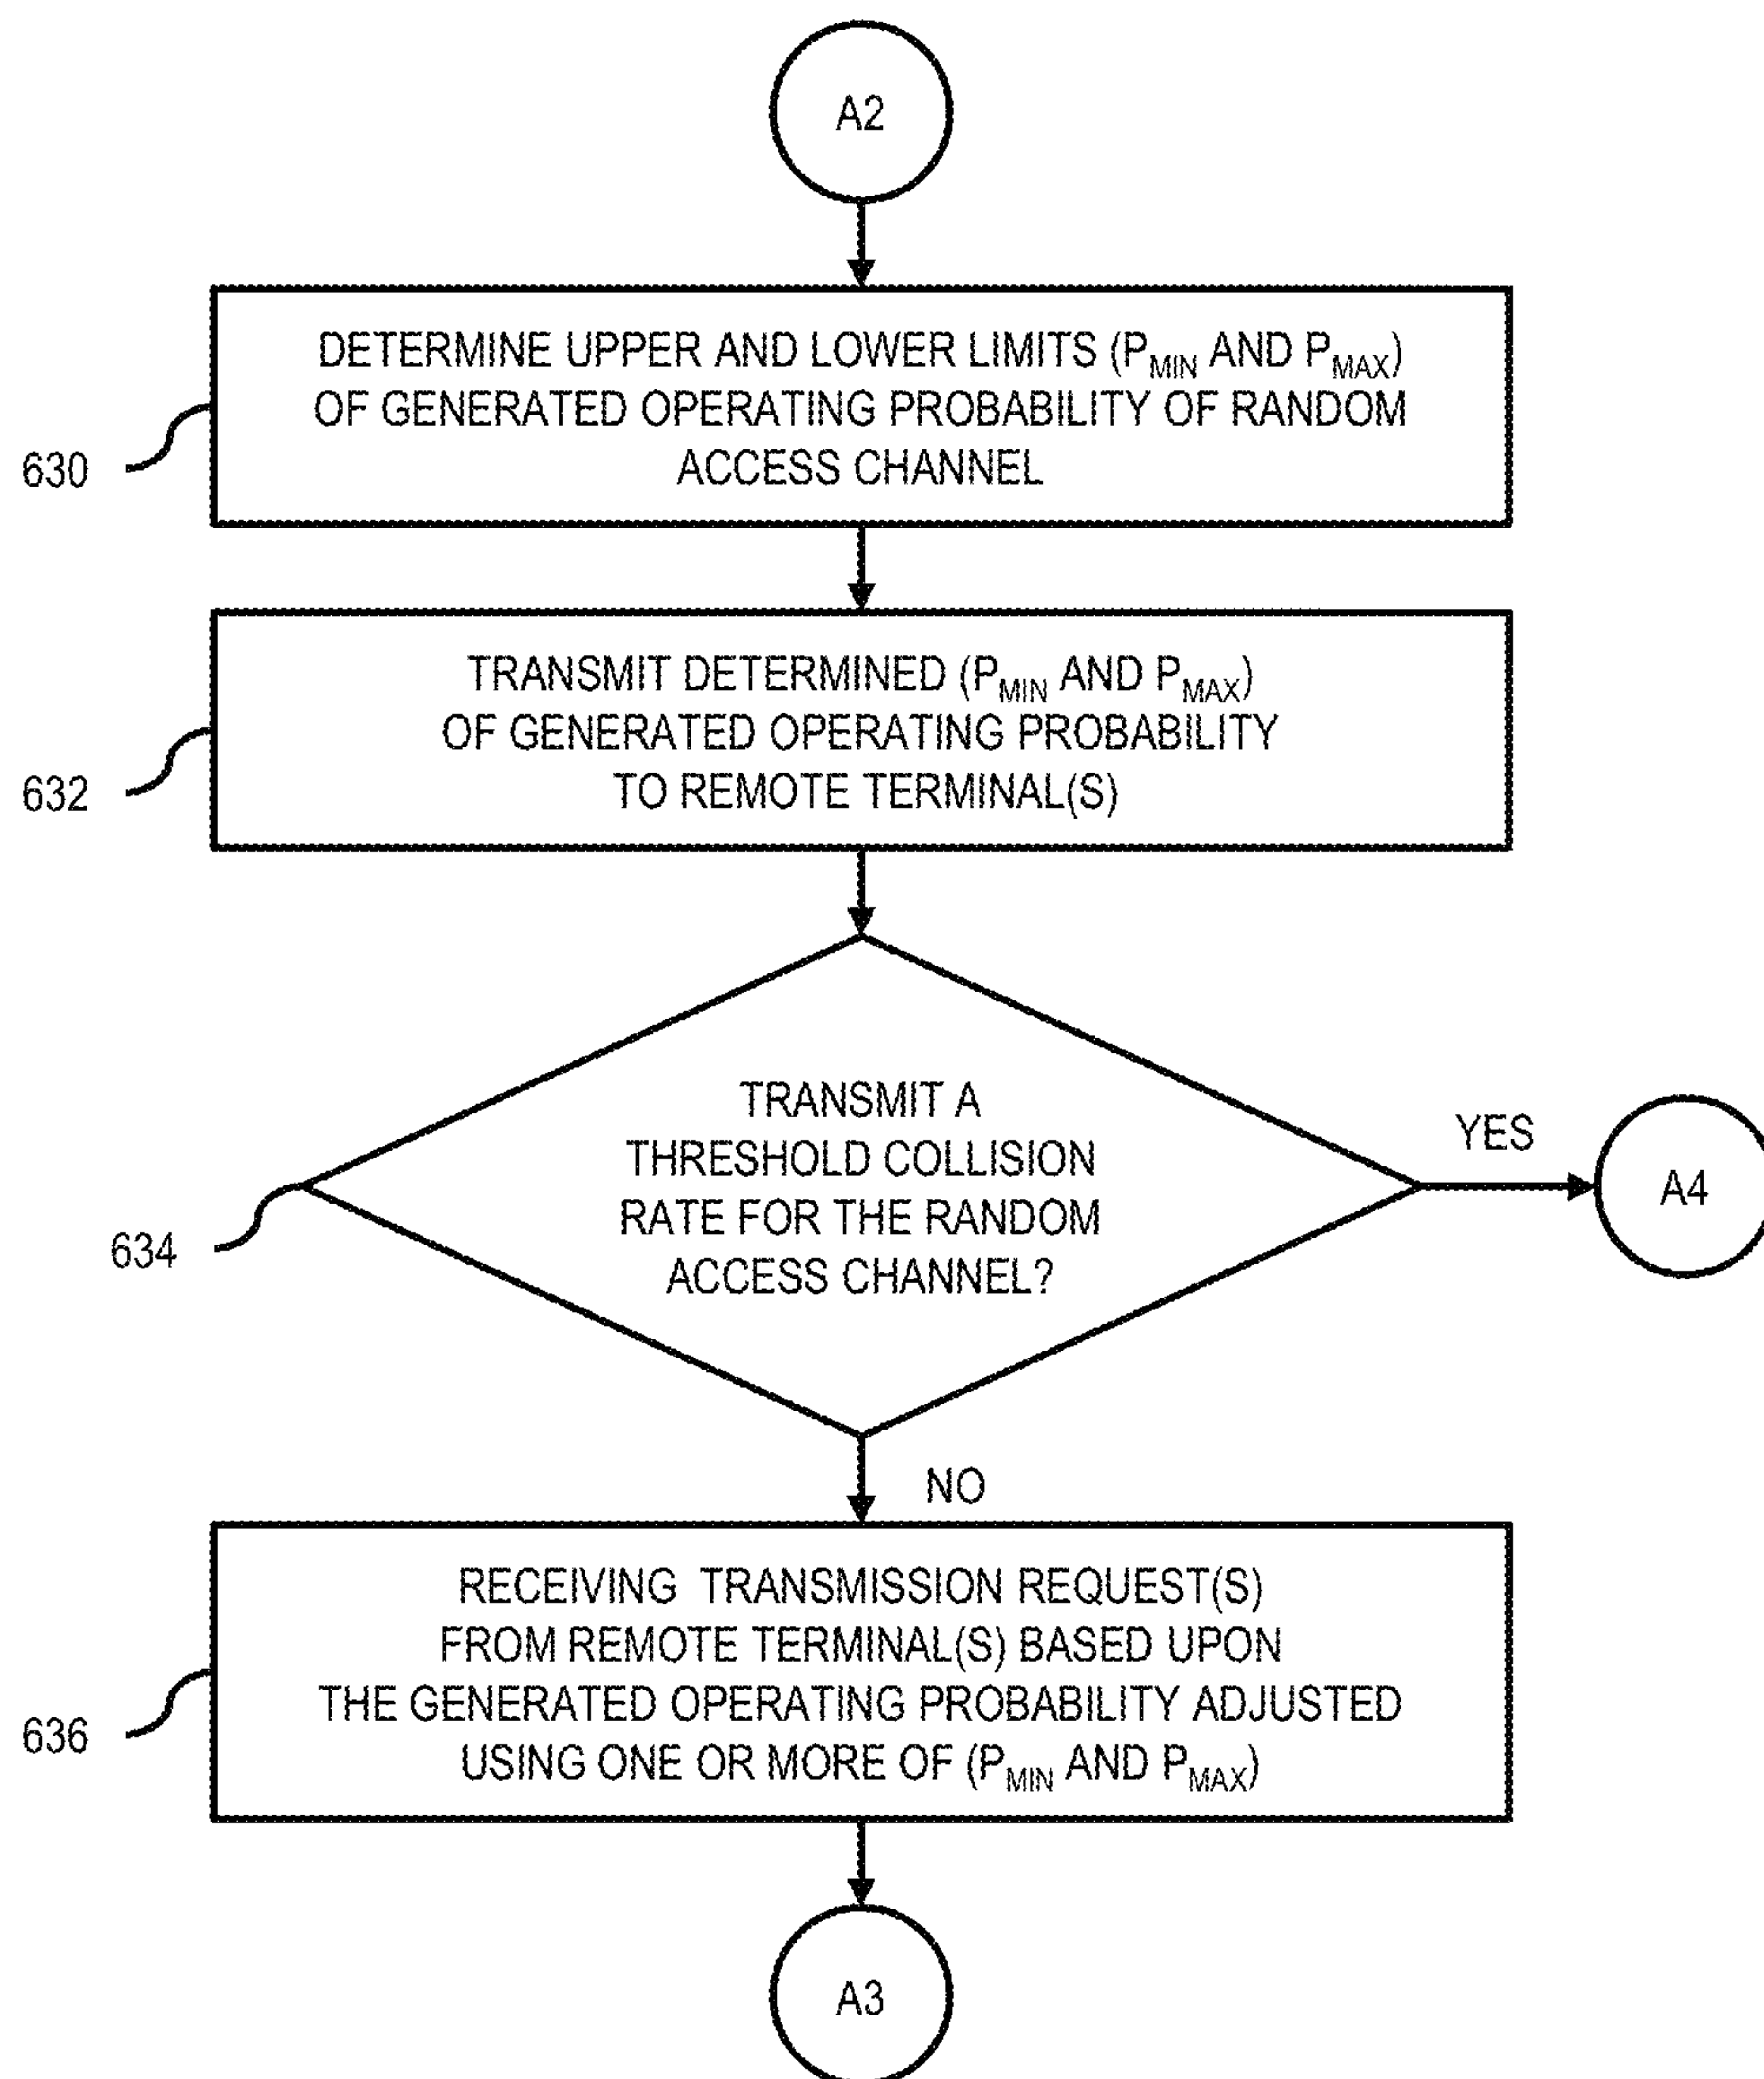 A2
DETERMINE UPPER AND LOWER LIMITS (PMIN AND PMAX)
OF GENERATED OPERATING PROBABILITY OF RANDOM
ACCESS CHANNEL
630
TRANSMIT DETERMINED (PMIN AND PMAX)
OF GENERATED OPERATING PROBABILITY
TO REMOTE TERMINAL(S)
632
TRANSMIT A
THRESHOLD COLLISION
RATE FOR THE RANDOM
ACCESS CHANNEL?
634
YES
A4
NO
RECEIVING TRANSMISSION REQUEST(S)
FROM REMOTE TERMINAL(S) BASED UPON
THE GENERATED OPERATING PROBABILITY ADJUSTED
USING ONE OR MORE OF (PMIN AND PMAX)
636
A3